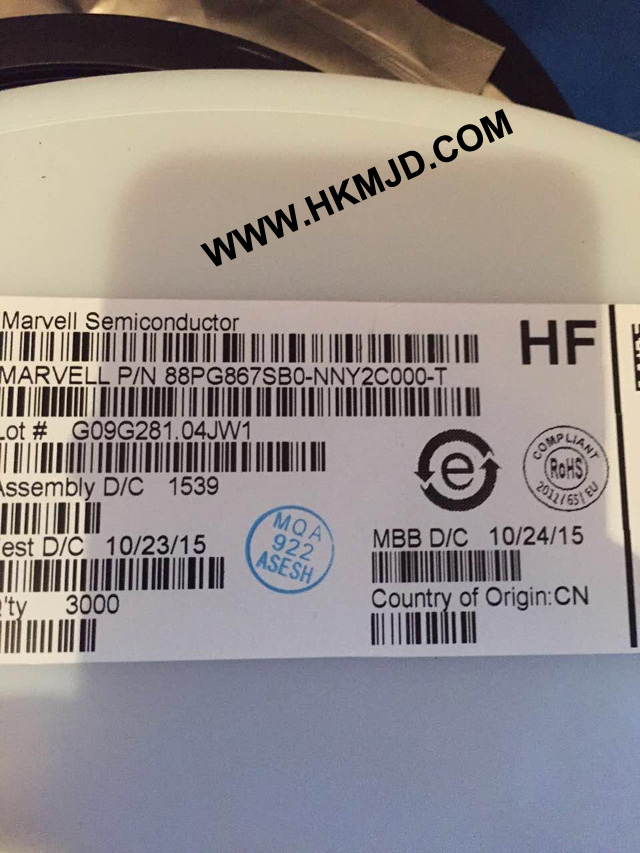 WWW.HKMJD.COM
Marvell Semiconductor
HF
MARVELL P/N 88PG867SB0-NNY2C000-T
Lot # G09G281.04JW1
e
COMPLIANT
RoHS
2011/65/EU
Assembly D/C 1539
MQA
922
ASESH
Test D/C 10/23/15
MBB D/C 10/24/15
Q'ty 3000
Country of Origin:CN